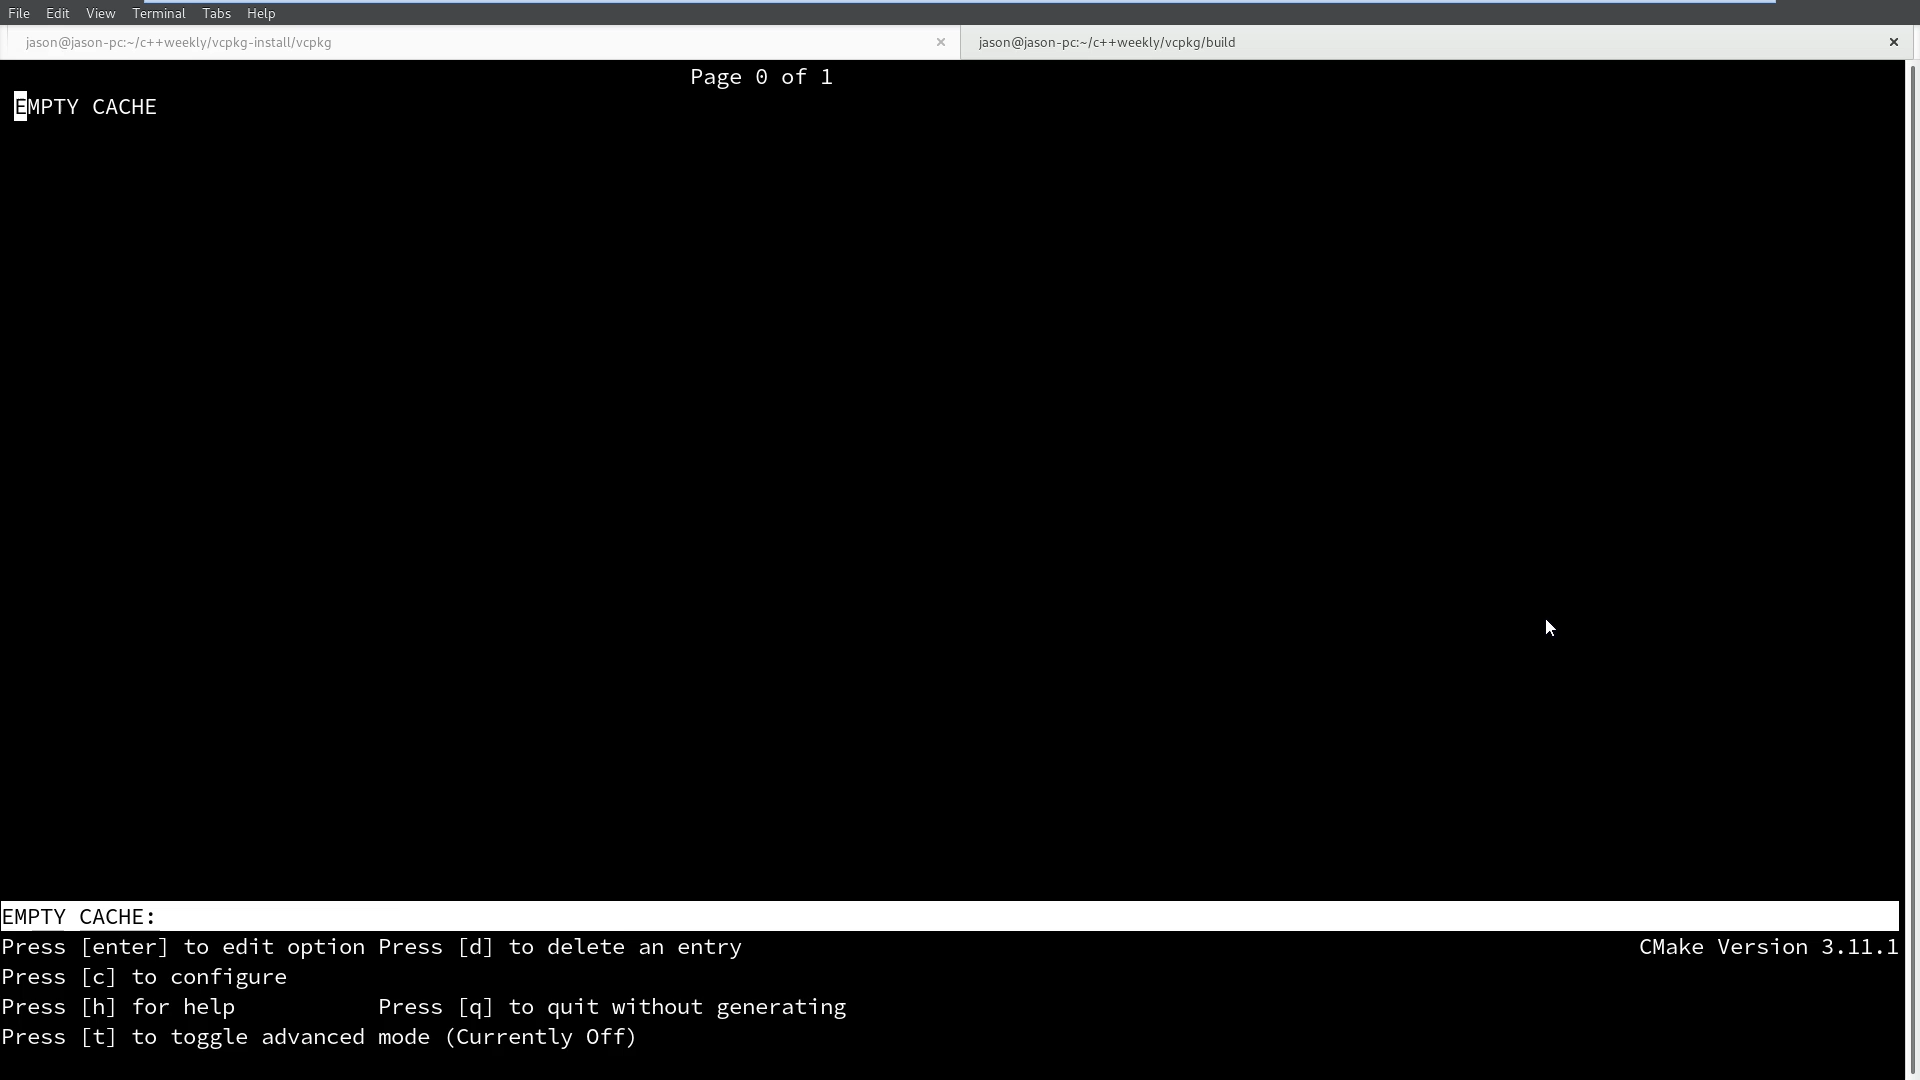 File Edit View Terminal Tabs Help
jason@jason-pc:~/c++weekly/vcpkg-install/vcpkg × jason@jason-pc:~/c++weekly/vcpkg/build ×
Page 0 of 1
EMPTY CACHE
EMPTY CACHE:
Press [enter] to edit option Press [d] to delete an entry CMake Version 3.11.1
Press [c] to configure
Press [h] for help Press [q] to quit without generating
Press [t] to toggle advanced mode (Currently Off)